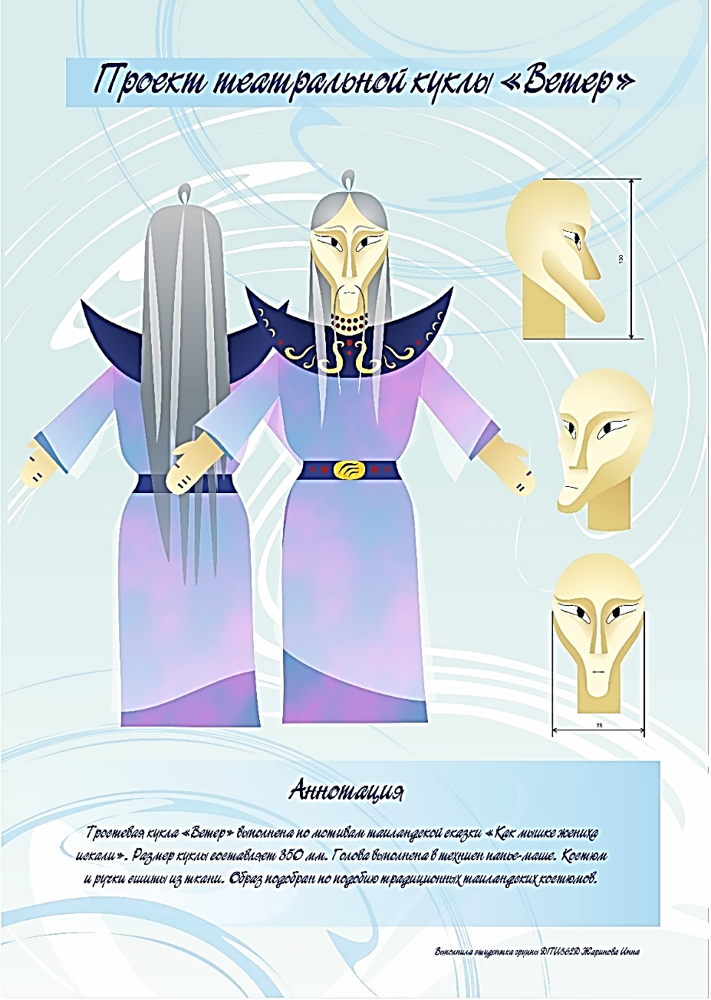 Проект театральной куклы «Ветер»
130
75
Аннотация
Тростевая кукла «Ветер» выполнена по мотивам таиландской сказки «Как мышке жениха
искали». Размер куклы составляет 350 мм. Голова выполнена в техниеи папье-маше. Костюм
и ручки сшиты из ткани. Образ подобран по подобию традиционных таиландских костюмов.
Выполнила студентка группы Жаринова Инна